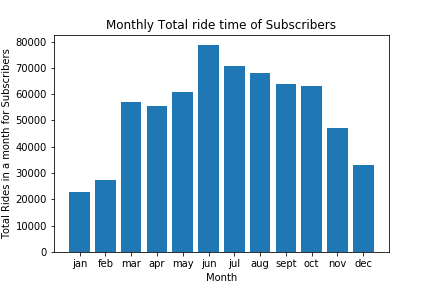 Monthly Total ride time of Subscribers
Total Rides in a month for Subscribers
80000
70000
60000
50000
40000
30000
20000
10000
0
jan feb mar apr may jun jul aug sept oct nov dec
Month